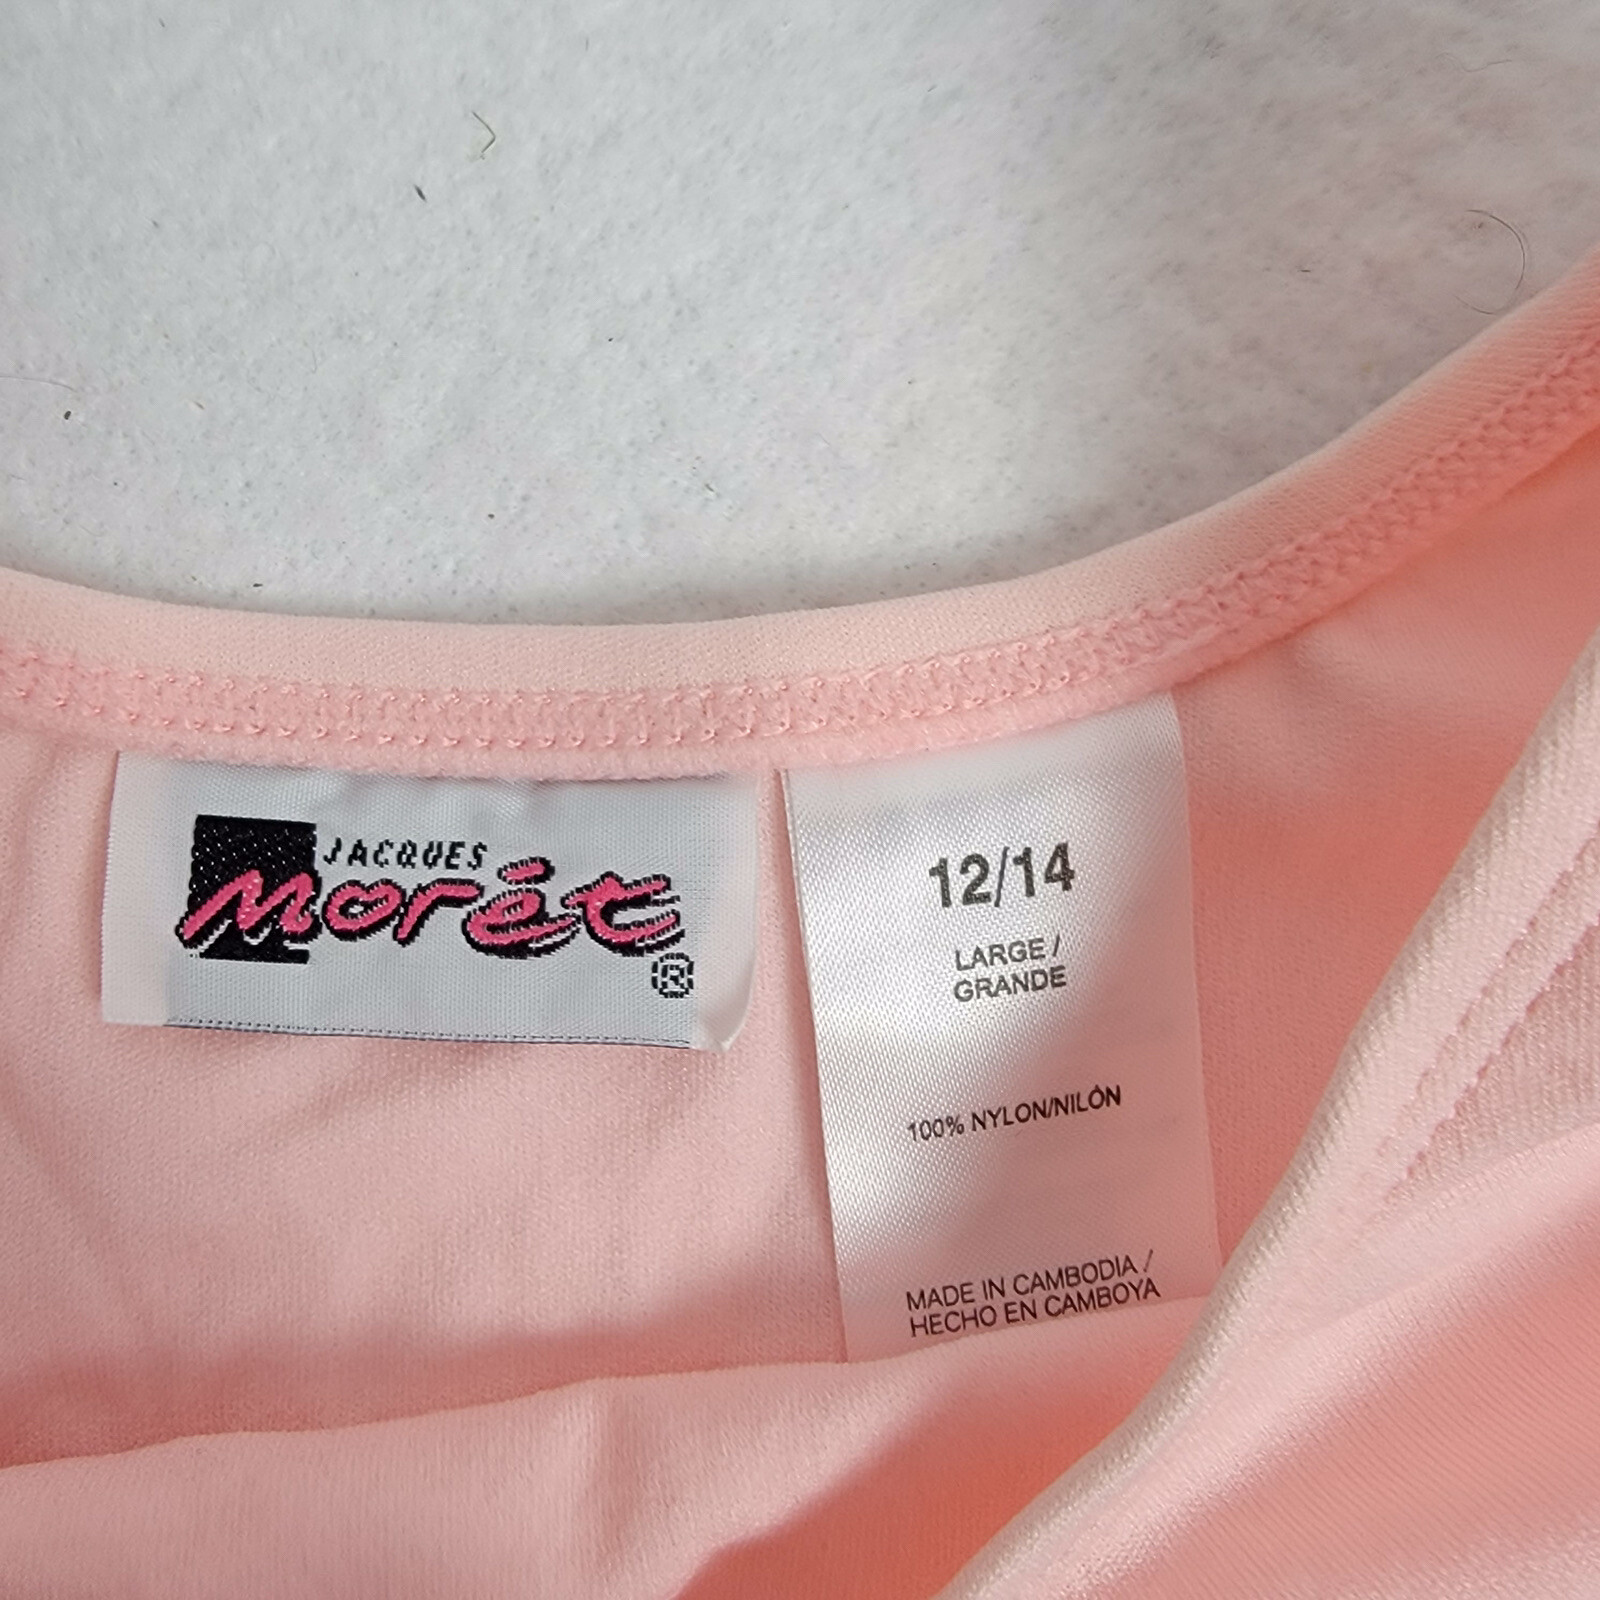 JACQUES
Morét
®
12/14
LARGE /
GRANDE
100% NYLON/NILÓN
MADE IN CAMBODIA /
HECHO EN CAMBOYA